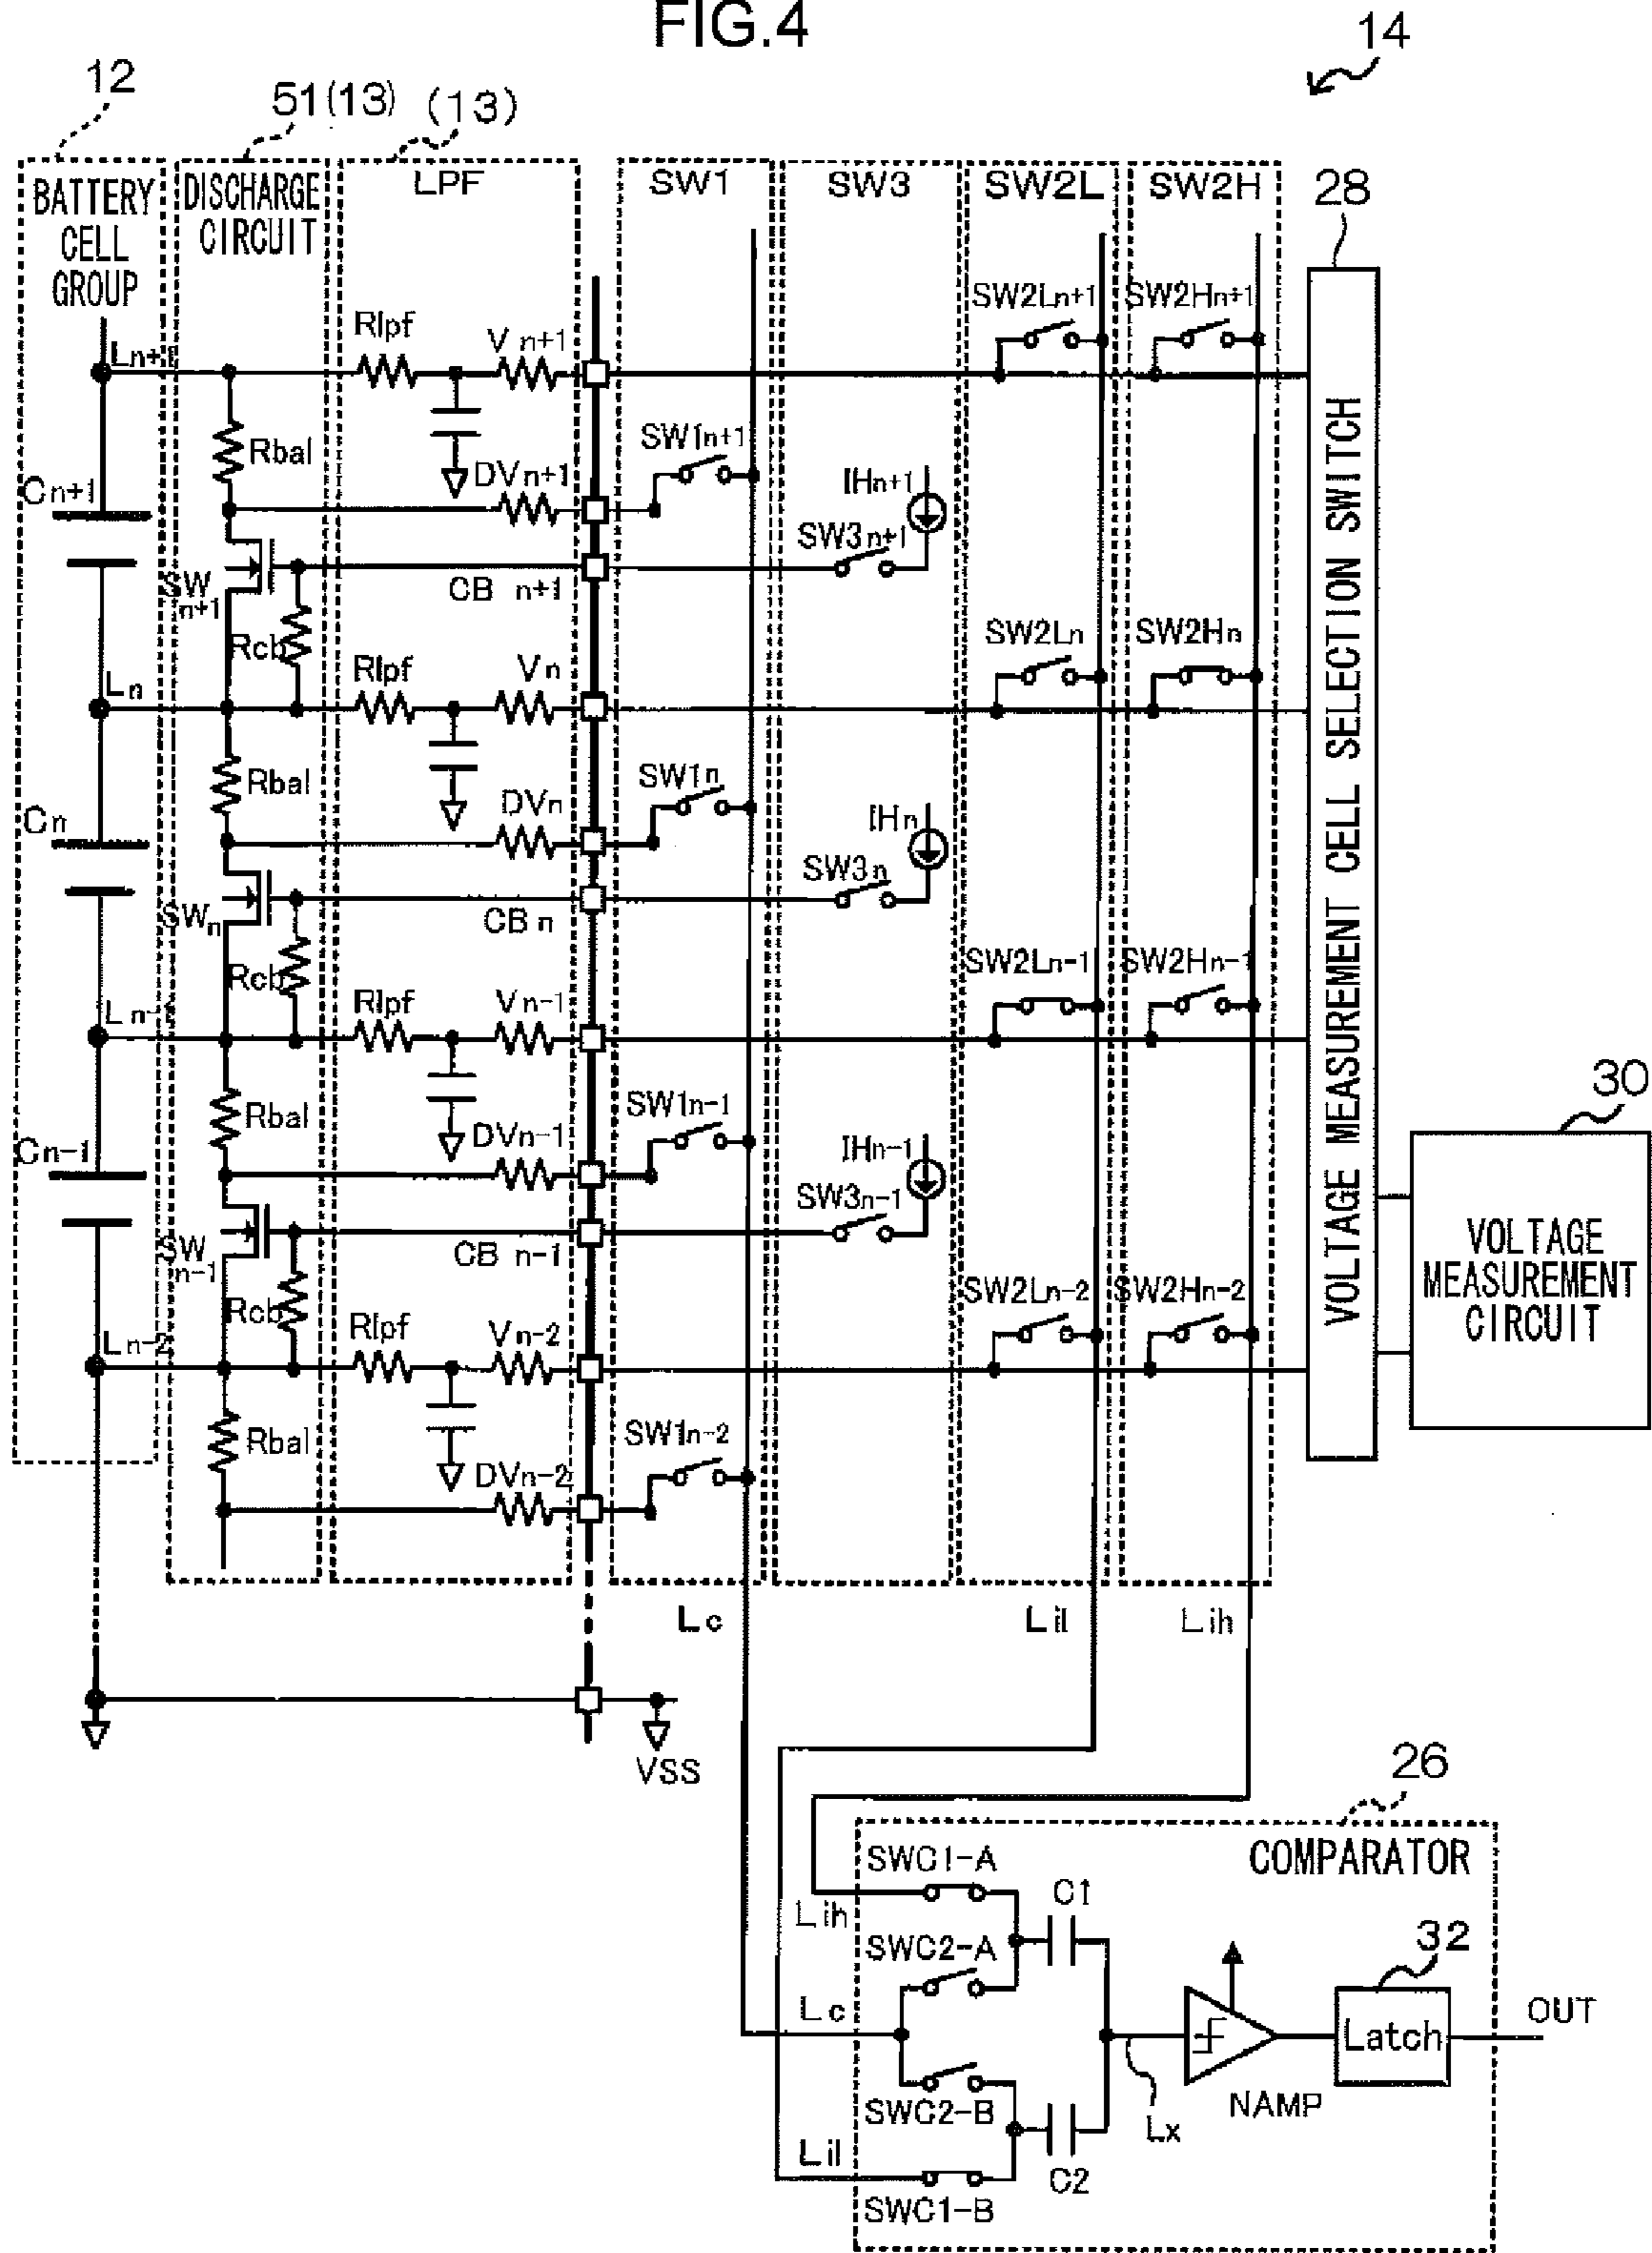 FIG.4
14
12
51(13)
(13)
BATTERY CELL GROUP
DISCHARGE CIRCUIT
LPF
SW1
SW3
SW2L
SW2H
28
Ln+1
Rlpf
Vn+1
SW2Ln+1
SW2Hn+1
Rbal
SW1n+1
Cn+1
DVn+1
IHn+1
SW3n+1
SWn+1
CB n+1
Rcb
SW2Ln
SW2Hn
Ln
Rlpf
Vn
Rbal
SW1n
Cn
DVn
IHn
SW3n
SWn
CB n
Rcb
SW2Ln-1
SW2Hn-1
Ln-1
Rlpf
Vn-1
Rbal
SW1n-1
Cn-1
DVn-1
IHn-1
SW3n-1
SWn-1
CB n-1
Rcb
SW2Ln-2
SW2Hn-2
Ln-2
Rlpf
Vn-2
Rbal
SW1n-2
DVn-2
VOLTAGE MEASUREMENT CELL SELECTION SWITCH
30
VOLTAGE MEASUREMENT CIRCUIT
Lc
Lil
Lih
VSS
26
COMPARATOR
SWC1-A
Lih
C1
SWC2-A
32
Lc
Latch
OUT
SWC2-B
Lx
NAMP
Lil
C2
SWC1-B